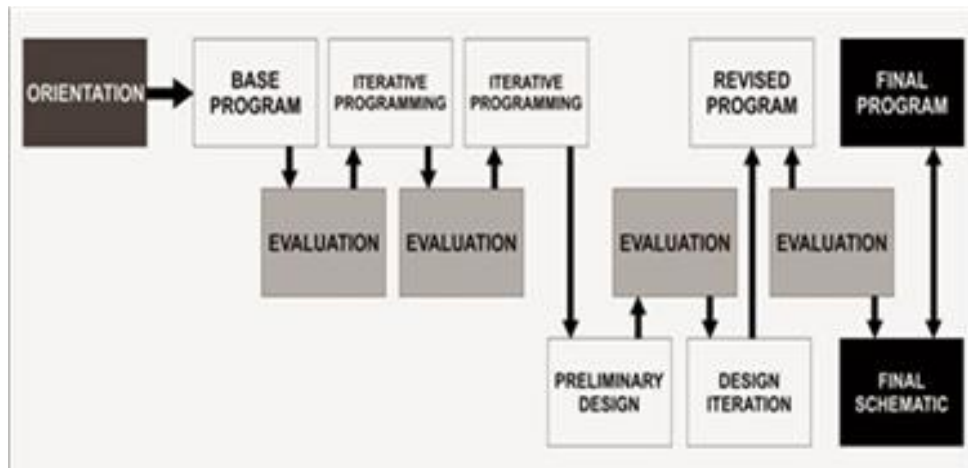 ORIENTATION
BASE
PROGRAM
ITERATIVE
PROGRAMMING
ITERATIVE
PROGRAMMING
REVISED
PROGRAM
FINAL
PROGRAM
EVALUATION
EVALUATION
EVALUATION
EVALUATION
PRELIMINARY
DESIGN
DESIGN
ITERATION
FINAL
SCHEMATIC